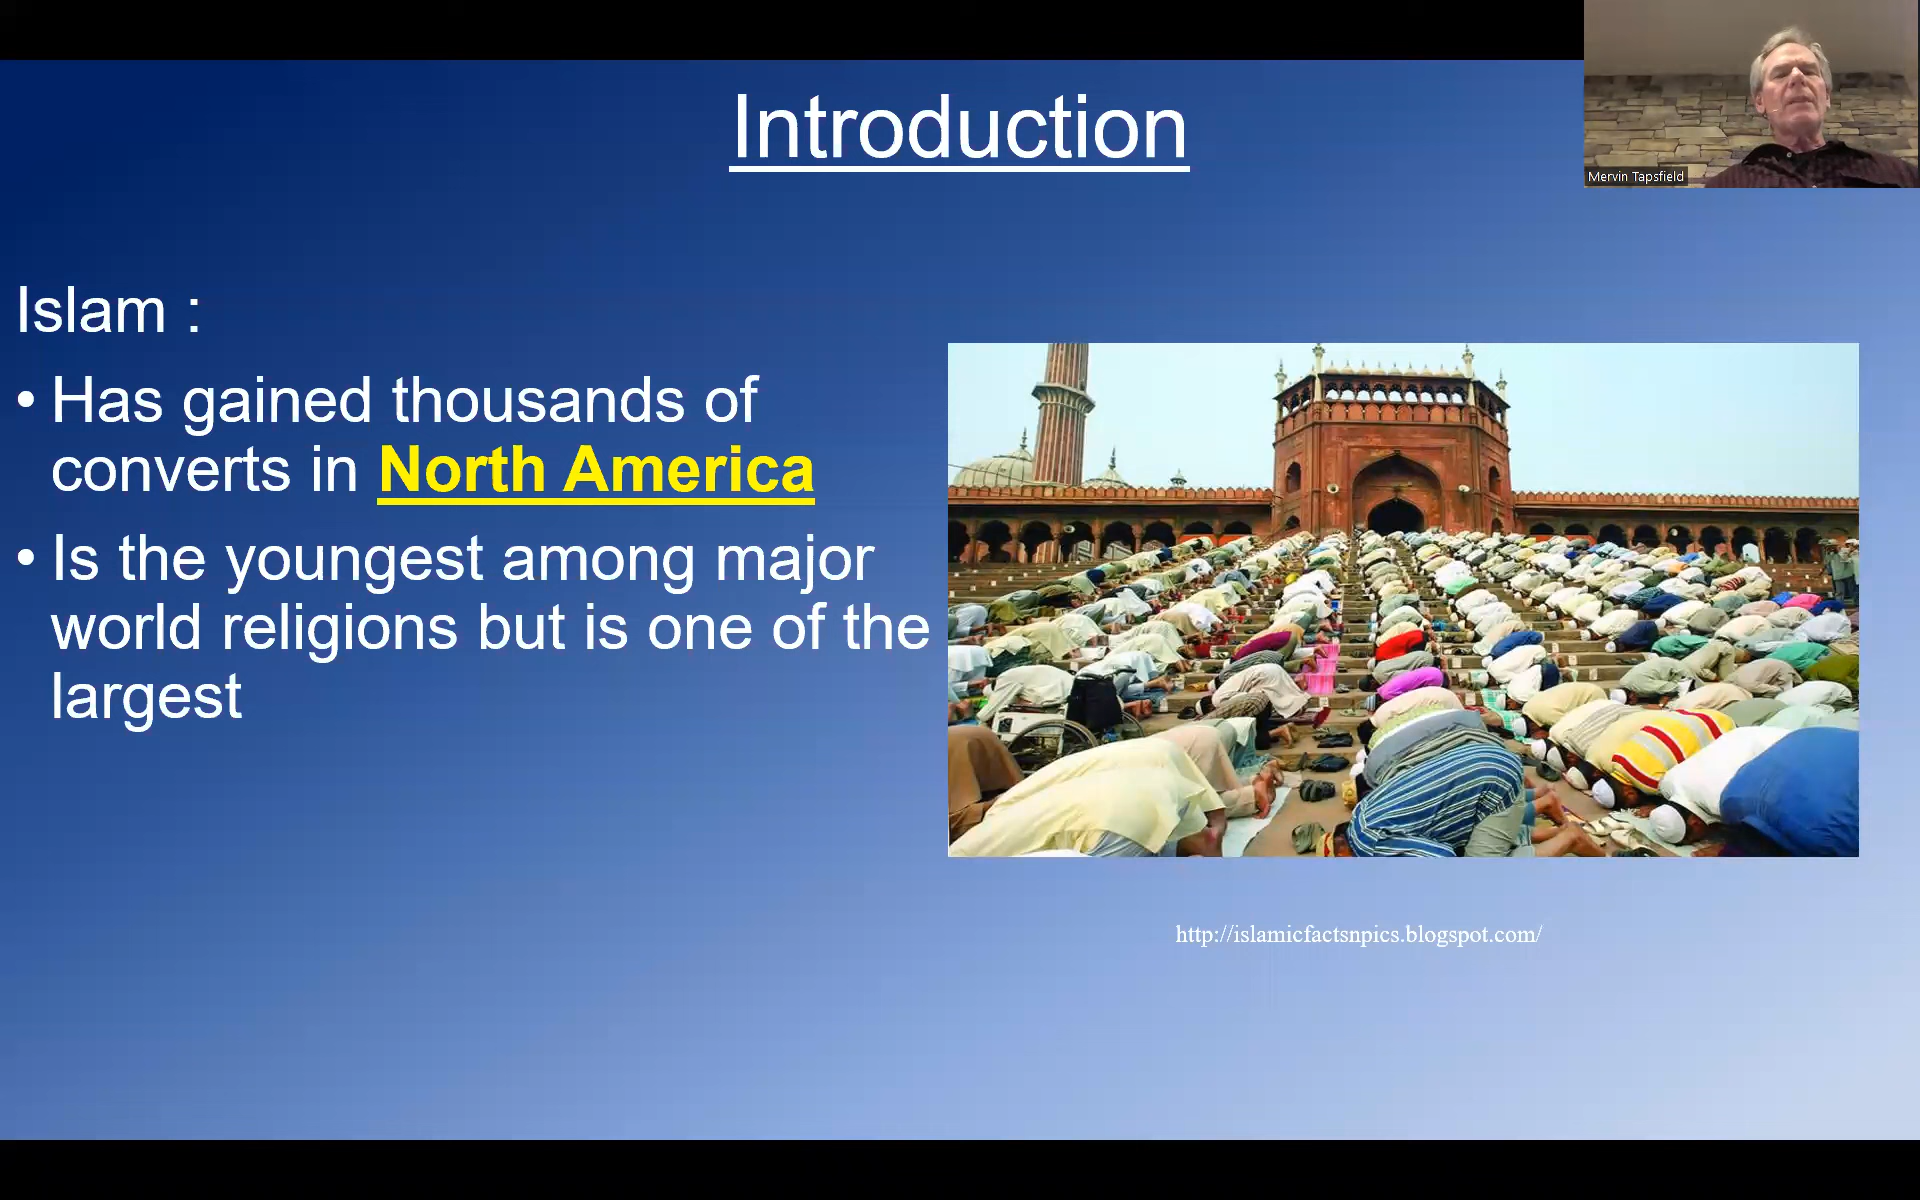 Introduction
Mervin Tapsfield
Islam :
• Has gained thousands of
converts in North America
• Is the youngest among major
world religions but is one of the
largest
http://islamicfactsnpics.blogspot.com/